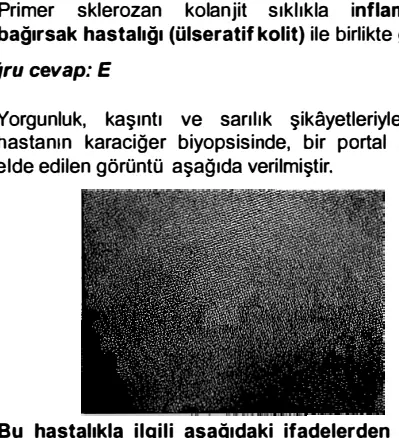 Primer sklerozan kolanjit sıklıkla inflam
bağırsak hastalığı (ülseratif kolit) ile birlikte
ğru cevap: E
Yorgunluk, kaşıntı ve sarılık şikâyetleriyle
hastanın karaciğer biyopsisinde, bir portal
elde edilen görüntü aşağıda verilmiştir.
Bu hastalıkla ilgili aşağıdaki ifadelerden